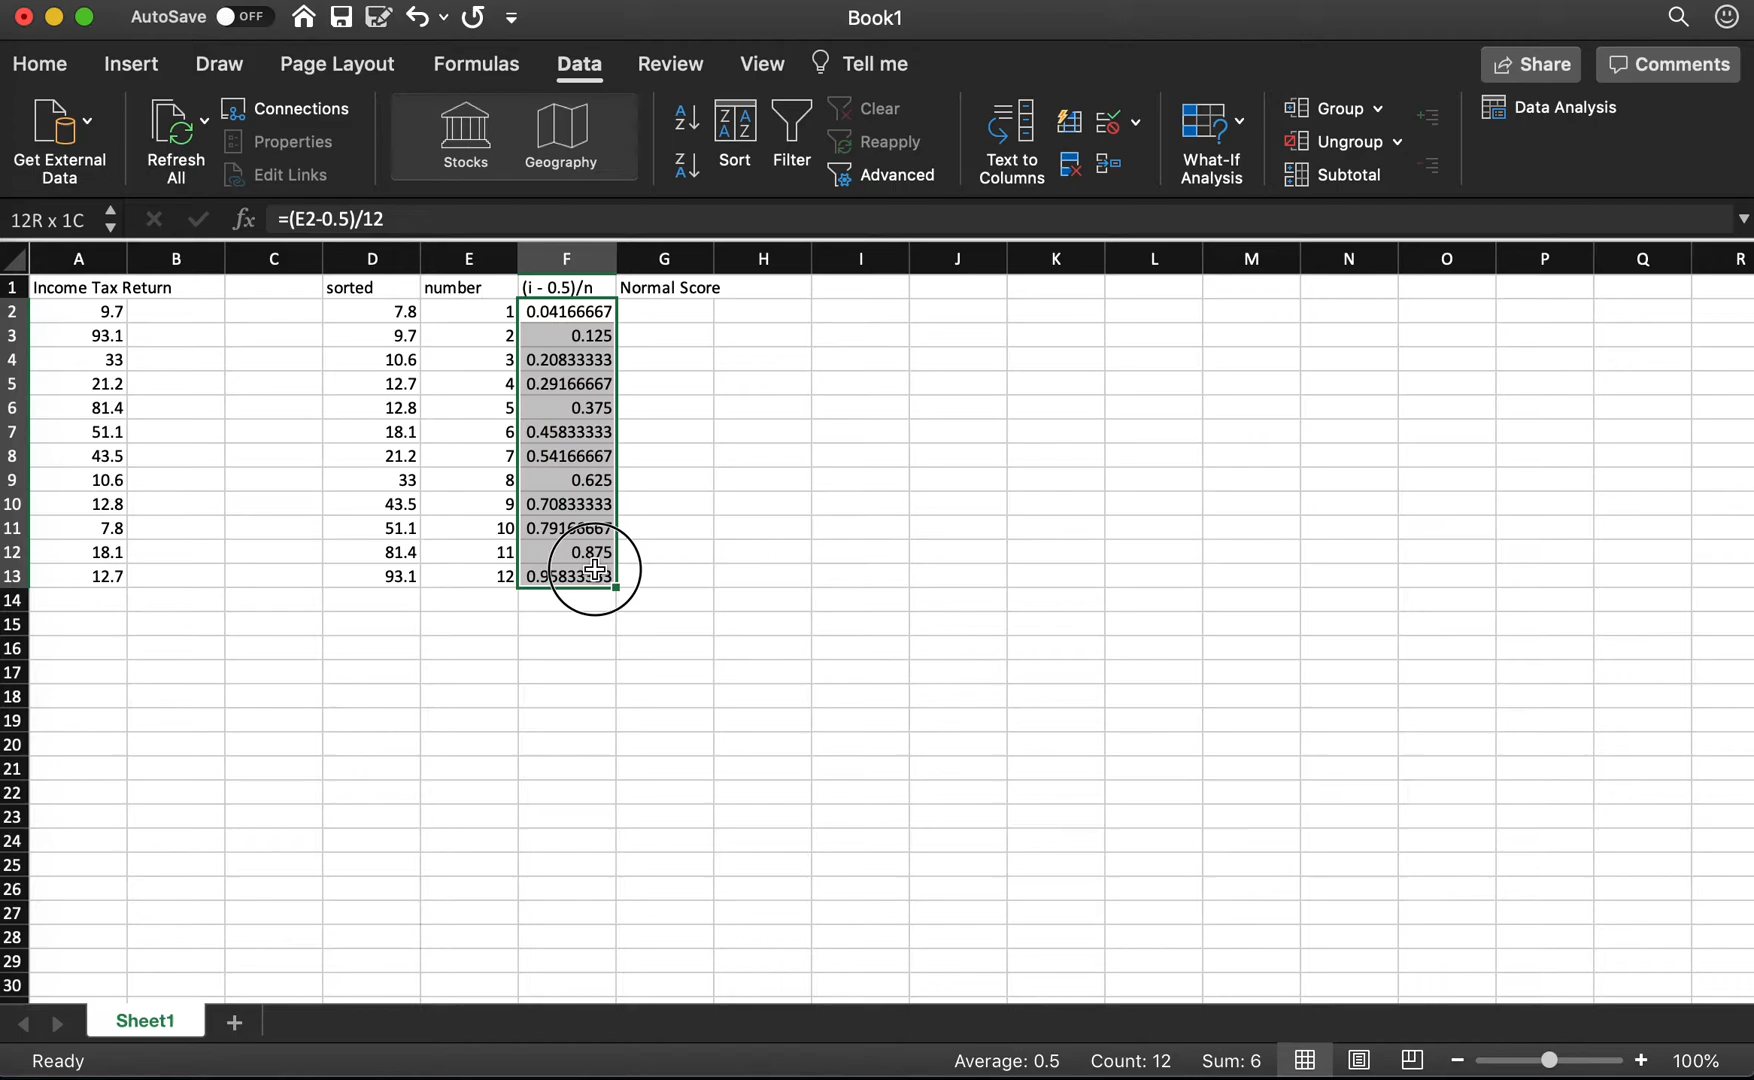 AutoSave OFF Book1
Home Insert Draw Page Layout Formulas Data Review View Tell me Share Comments
Get External Data
Refresh All
Connections
Properties
Edit Links
Stocks
Geography
Sort
Filter
Clear
Reapply
Advanced
Text to Columns
What-If Analysis
Group
Ungroup
Subtotal
Data Analysis
12R x 1C fx =(E2-0.5)/12
A B C D E F G H I J K L M N O P Q R
1 Income Tax Return sorted number (i - 0.5)/n Normal Score
2 9.7 7.8 1 0.04166667
3 93.1 9.7 2 0.125
4 33 10.6 3 0.20833333
5 21.2 12.7 4 0.29166667
6 81.4 12.8 5 0.375
7 51.1 18.1 6 0.45833333
8 43.5 21.2 7 0.54166667
9 10.6 33 8 0.625
10 12.8 43.5 9 0.70833333
11 7.8 51.1 10 0.79166667
12 18.1 81.4 11 0.875
13 12.7 93.1 12 0.95833333
14
15
16
17
18
19
20
21
22
23
24
25
26
27
28
29
30
Sheet1
Ready Average: 0.5 Count: 12 Sum: 6 100%